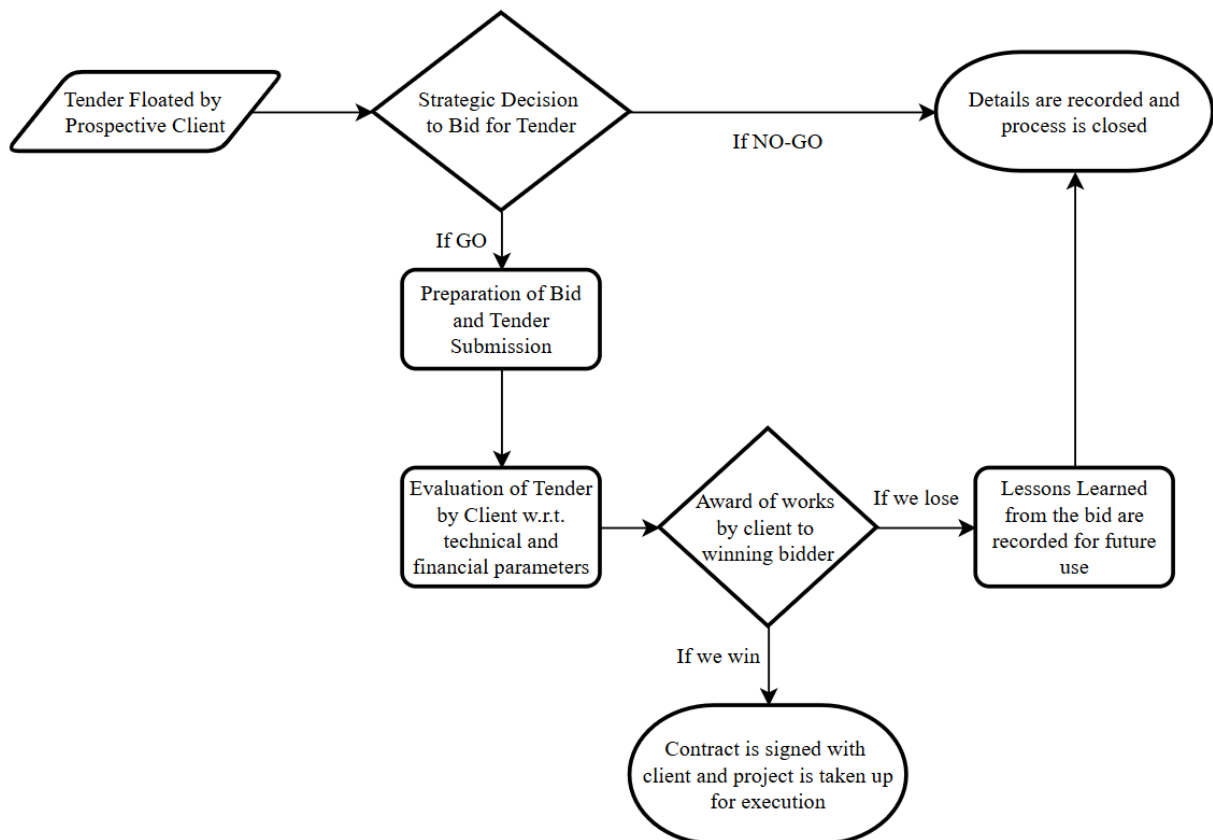 Tender Floated by
Prospective Client
Strategic Decision
to Bid for Tender
If NO-GO
Details are recorded and
process is closed
If GO
Preparation of Bid
and Tender
Submission
Evaluation of Tender
by Client w.r.t.
technical and
financial parameters
Award of works
by client to
winning bidder
If we lose
Lessons Learned
from the bid are
recorded for future
use
If we win
Contract is signed with
client and project is taken up
for execution